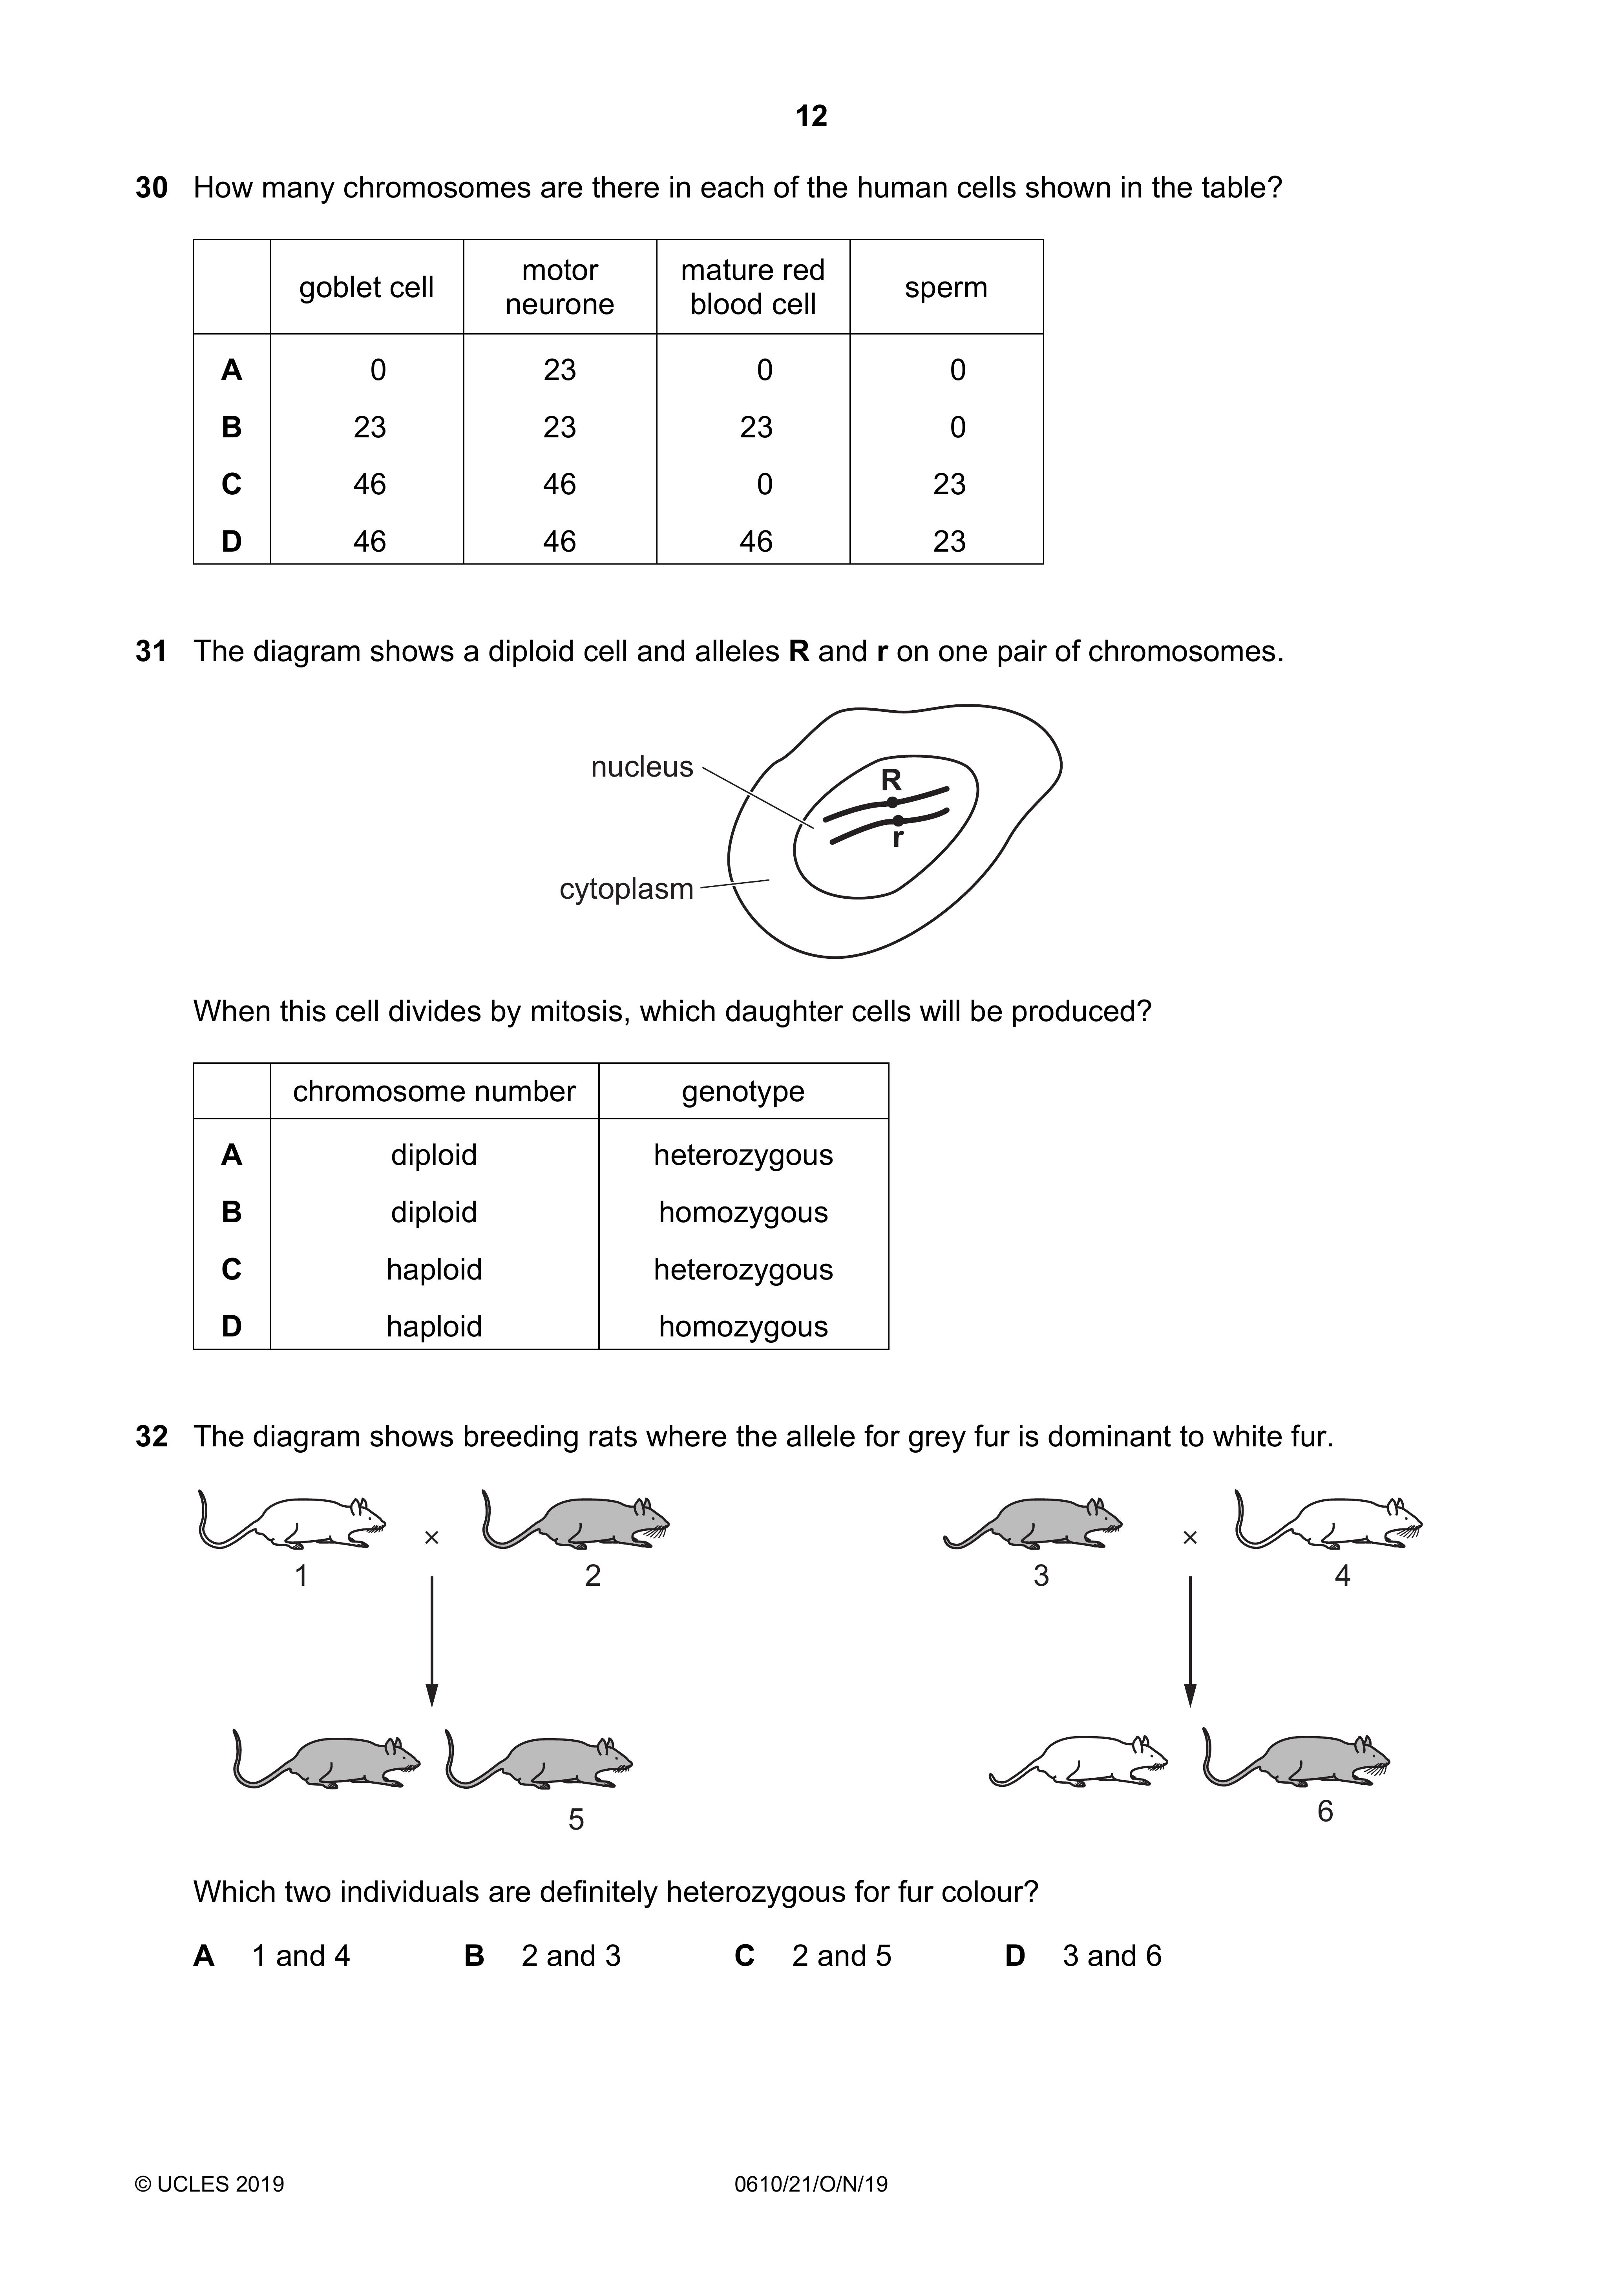 12
30 How many chromosomes are there in each of the human cells shown in the table?
goblet cell motor neurone mature red blood cell sperm
A 0 23 0 0
B 23 23 23 0
C 46 46 0 23
D 46 46 46 23
31 The diagram shows a diploid cell and alleles R and r on one pair of chromosomes.
nucleus
R
r
cytoplasm
When this cell divides by mitosis, which daughter cells will be produced?
chromosome number genotype
A diploid heterozygous
B diploid homozygous
C haploid heterozygous
D haploid homozygous
32 The diagram shows breeding rats where the allele for grey fur is dominant to white fur.
× ×
1 2 3 4
5 6
Which two individuals are definitely heterozygous for fur colour?
A 1 and 4 B 2 and 3 C 2 and 5 D 3 and 6
© UCLES 2019 0610/21/O/N/19